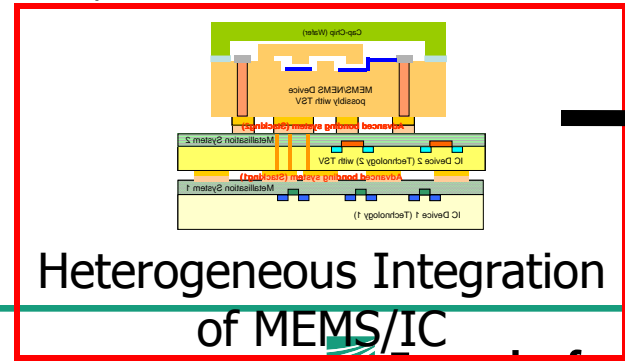 Cap-Chip (Wafer)
MEMS/NEMS Device
possibly with TSV
Advanced bonding system (Stacking2)
Metallisation System 2
IC Device 2 (Technology 2) with TSV
Advanced bonding system (Stacking1)
Metallisation System 1
IC Device 1 (Technology 1)
Heterogeneous Integration
of MEMS/IC